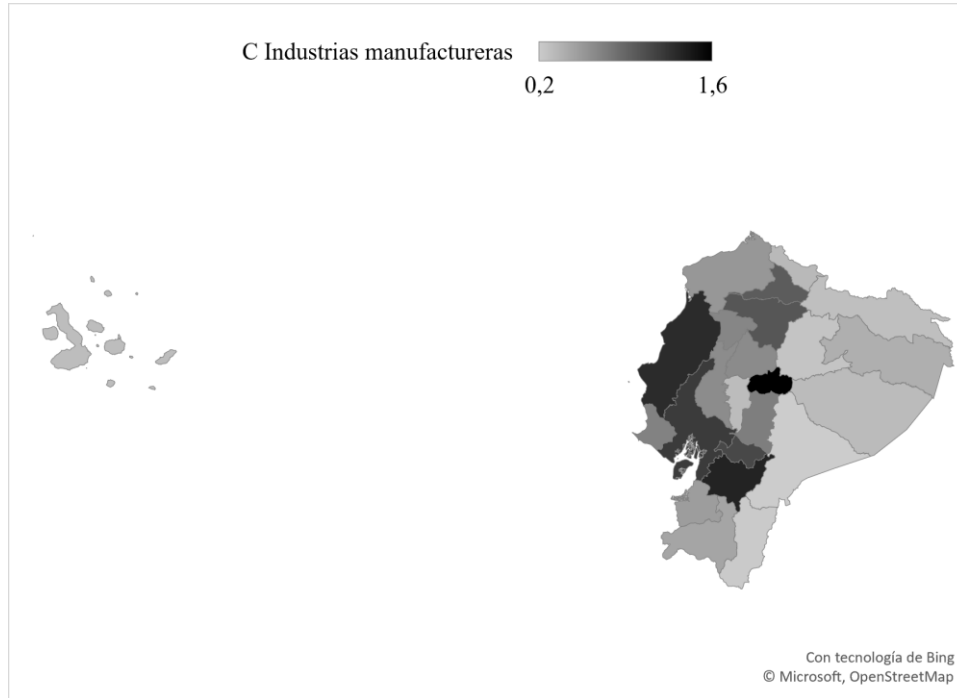 C Industrias manufactureras
0,2
1,6
Con tecnología de Bing
© Microsoft, OpenStreetMap